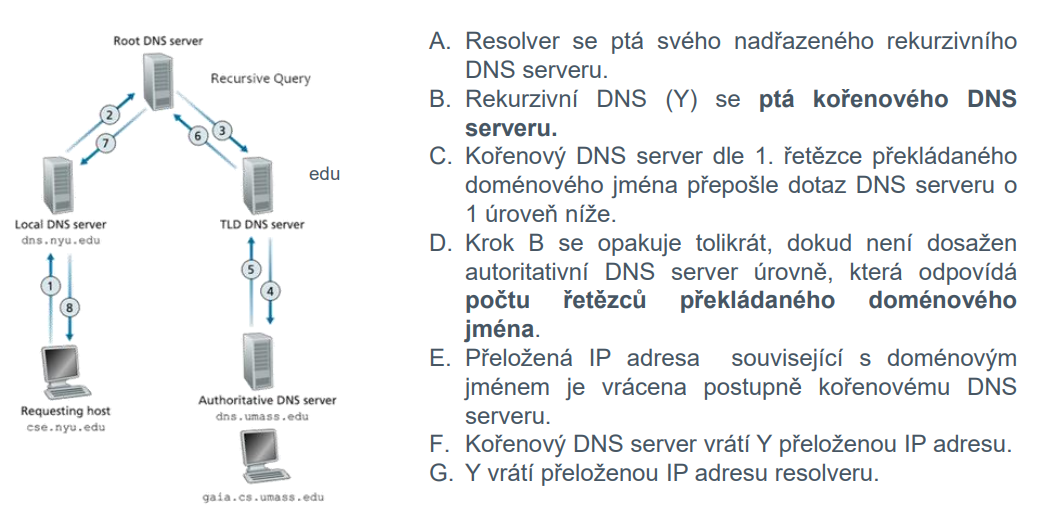 Root DNS server
Recursive Query
2
3
7
6
edu
Local DNS server
dns.nyu.edu
TLD DNS server
1
8
5
4
Requesting host
cse.nyu.edu
Authoritative DNS server
dns.umass.edu
gaia.cs.umass.edu
A. Resolver se ptá svého nadřazeného rekurzivního
DNS serveru.
B. Rekurzivní DNS (Y) se ptá kořenového DNS
serveru.
C. Kořenový DNS server dle 1. řetězce překládaného
doménového jména přepošle dotaz DNS serveru o
1 úroveň níže.
D. Krok B se opakuje tolikrát, dokud není dosažen
autoritativní DNS server úrovně, která odpovídá
počtu řetězců překládaného doménového
jména.
E. Přeložená IP adresa související s doménovým
jménem je vrácena postupně kořenovému DNS
serveru.
F. Kořenový DNS server vrátí Y přeloženou IP adresu.
G. Y vrátí přeloženou IP adresu resolveru.